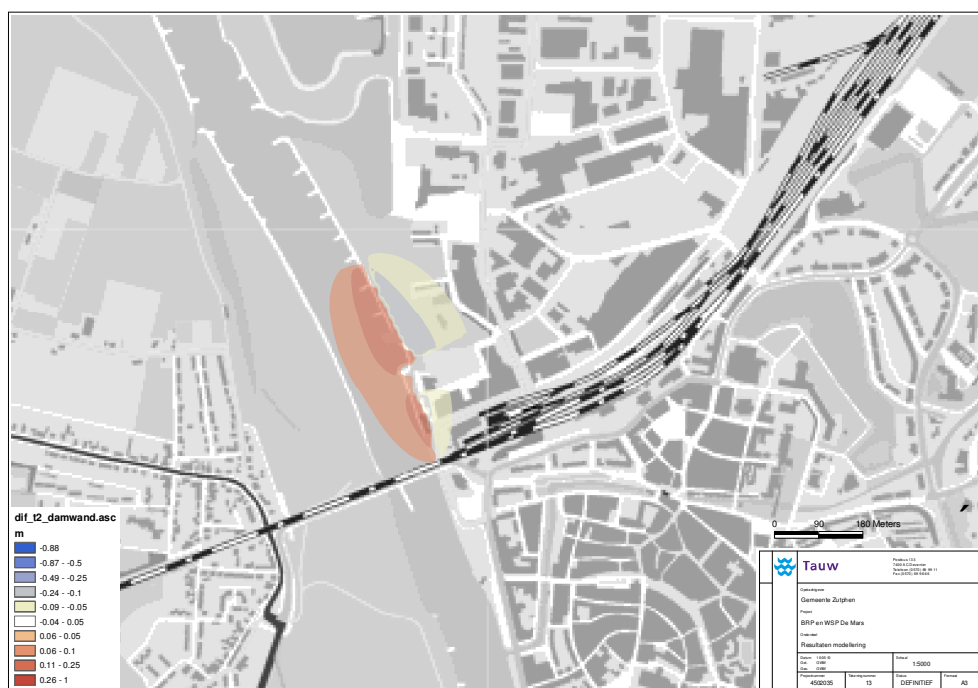 dif_t2_damwand.asc
m
-0.88
-0.87 - -0.5
-0.49 - -0.25
-0.24 - -0.1
-0.09 - -0.05
-0.04 - 0.05
0.06 - 0.05
0.06 - 0.1
0.11 - 0.25
0.26 - 1
0 90 180 Meters
Tauw
Gemeente Zutphen
Project
BRP en WSP De Mars
Onderdeel
Resultaten modellering
Schaal
1:5000
Status
Formaat
4502035
13
DEFINITIEF
A3